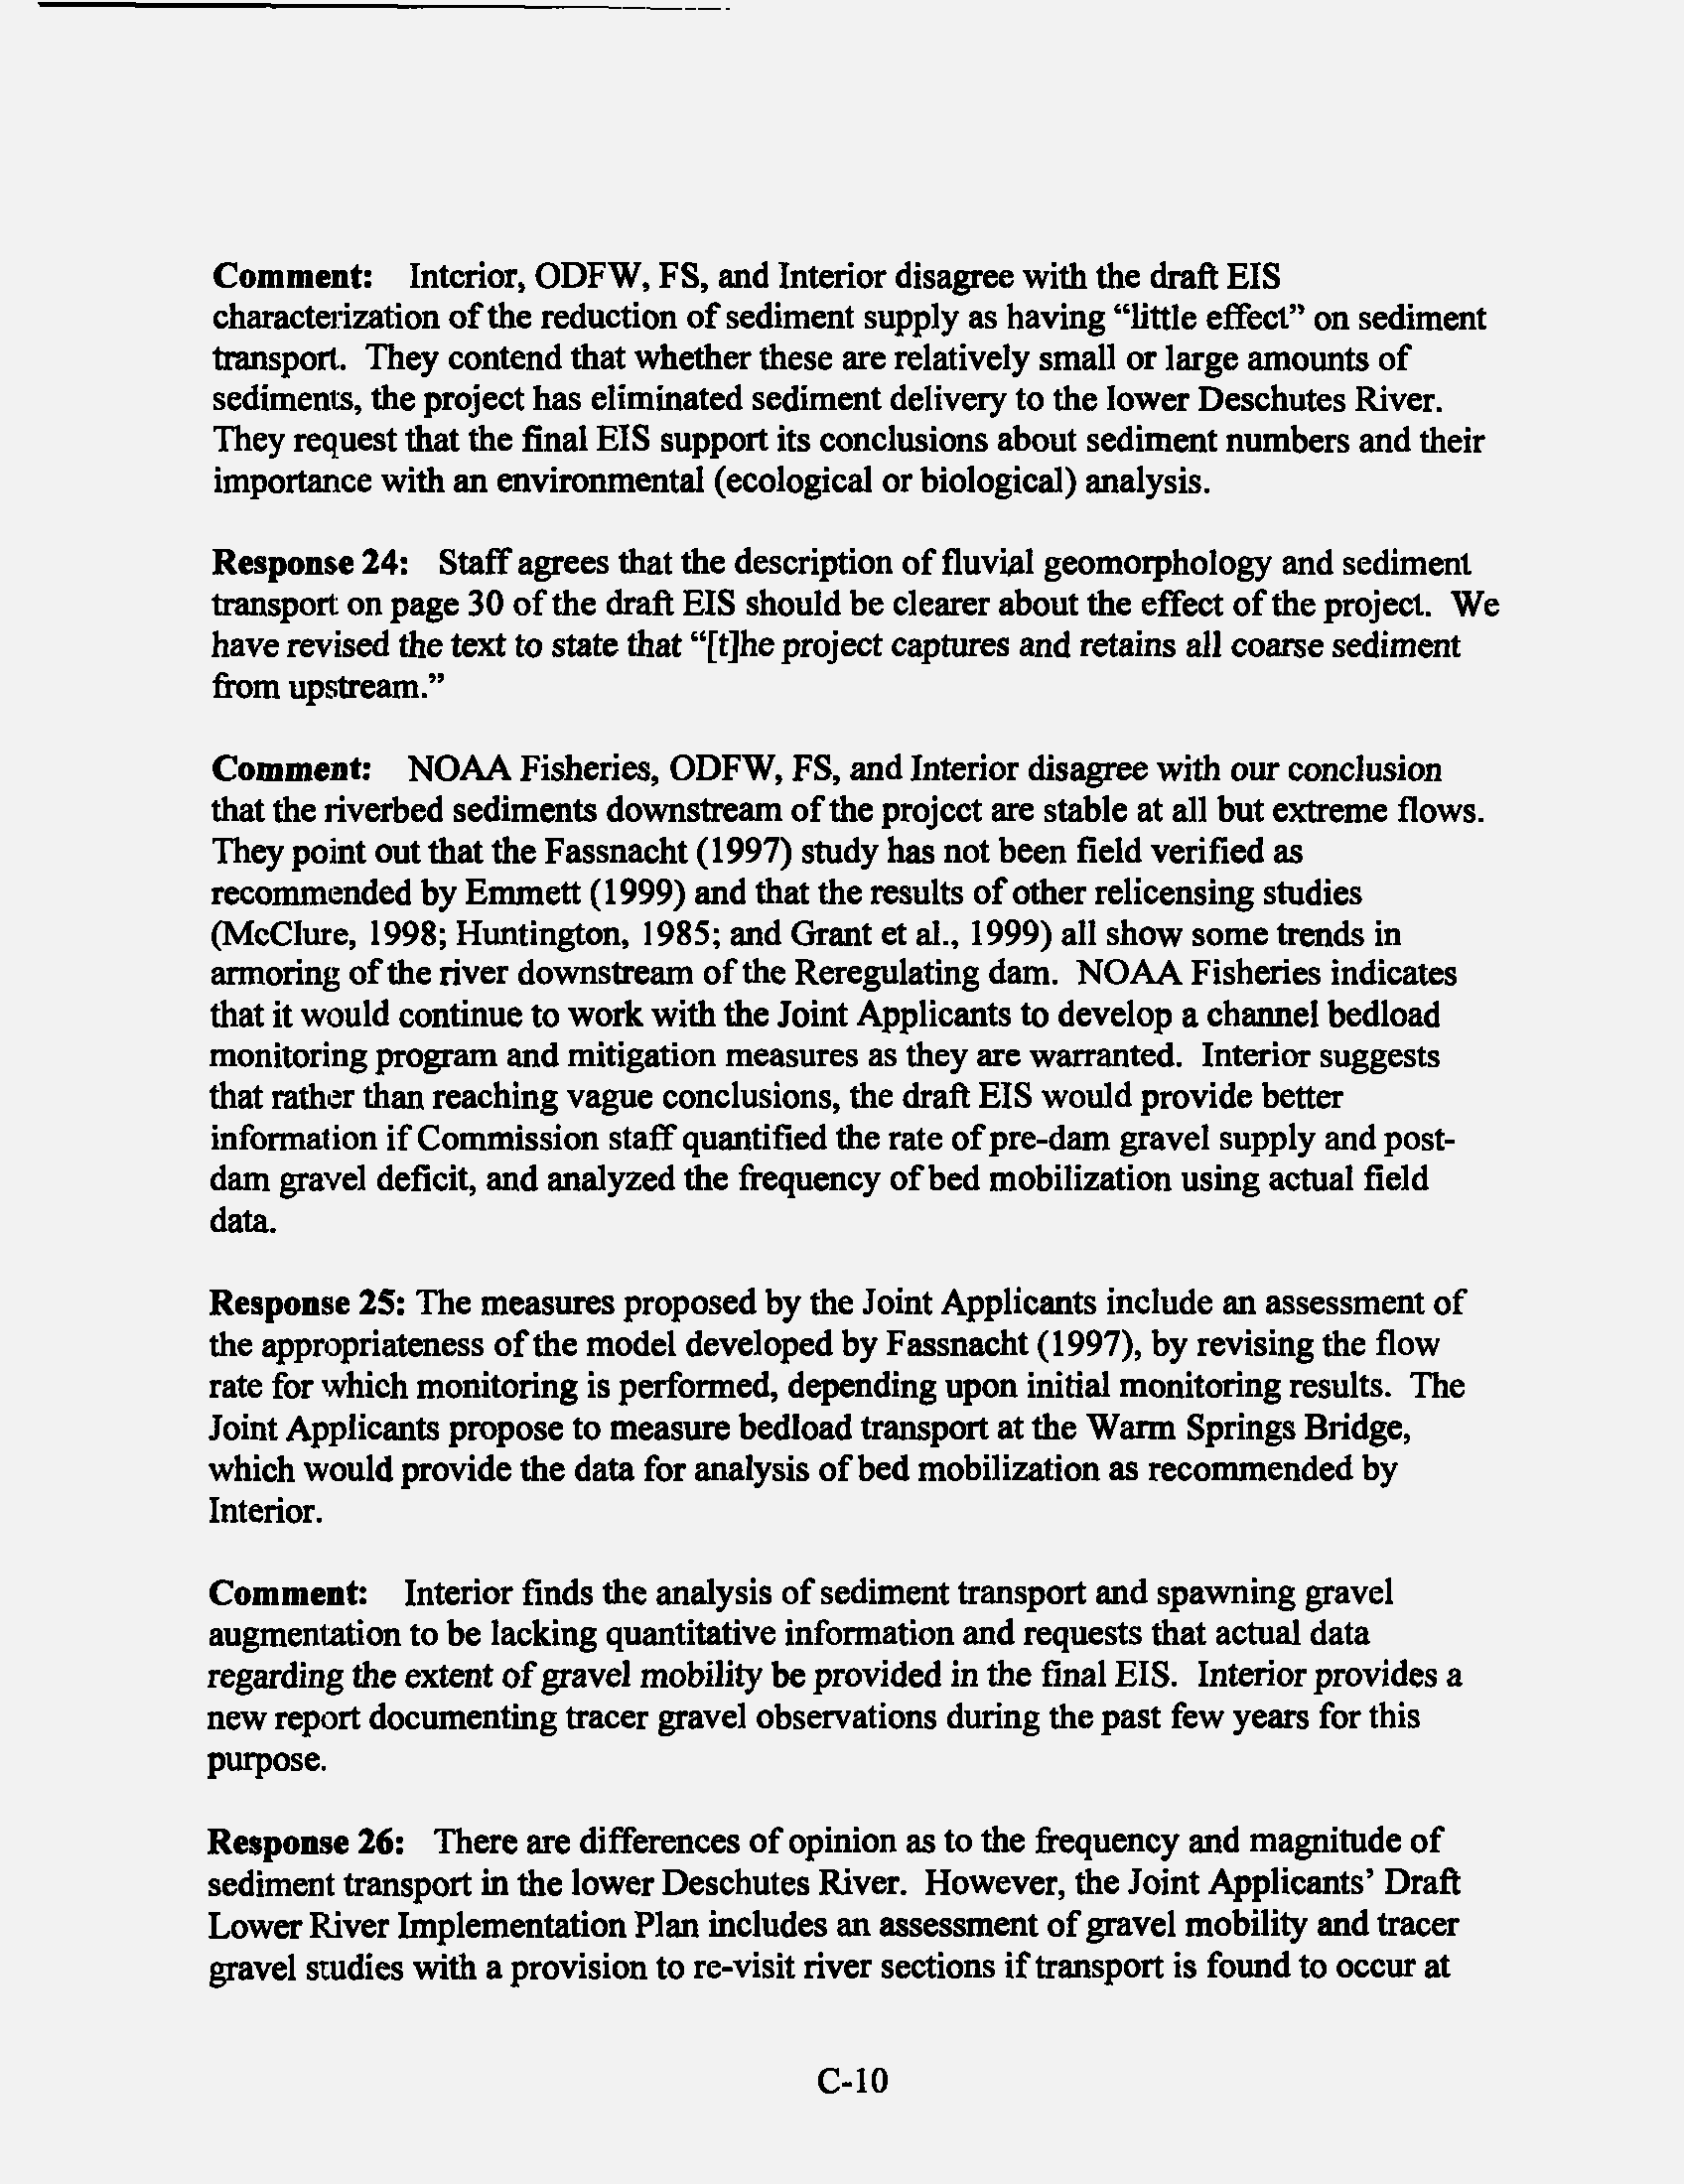 Comment: Interior, ODFW, FS, and Interior disagree with the draft EIS
characterization of the reduction of sediment supply as having “little effect” on sediment
transport. They contend that whether these are relatively small or large amounts of
sediments, the project has eliminated sediment delivery to the lower Deschutes River.
They request that the final EIS support its conclusions about sediment numbers and their
importance with an environmental (ecological or biological) analysis.
Response 24: Staff agrees that the description of fluvial geomorphology and sediment
transport on page 30 of the draft EIS should be clearer about the effect of the project. We
have revised the text to state that “[t]he project captures and retains all coarse sediment
from upstream.”
Comment: NOAA Fisheries, ODFW, FS, and Interior disagree with our conclusion
that the riverbed sediments downstream of the project are stable at all but extreme flows.
They point out that the Fassnacht (1997) study has not been field verified as
recommended by Emmett (1999) and that the results of other relicensing studies
(McClure, 1998; Huntington, 1985; and Grant et al., 1999) all show some trends in
armoring of the river downstream of the Reregulating dam. NOAA Fisheries indicates
that it would continue to work with the Joint Applicants to develop a channel bedload
monitoring program and mitigation measures as they are warranted. Interior suggests
that rather than reaching vague conclusions, the draft EIS would provide better
information if Commission staff quantified the rate of pre-dam gravel supply and post-
dam gravel deficit, and analyzed the frequency of bed mobilization using actual field
data.
Response 25: The measures proposed by the Joint Applicants include an assessment of
the appropriateness of the model developed by Fassnacht (1997), by revising the flow
rate for which monitoring is performed, depending upon initial monitoring results. The
Joint Applicants propose to measure bedload transport at the Warm Springs Bridge,
which would provide the data for analysis of bed mobilization as recommended by
Interior.
Comment: Interior finds the analysis of sediment transport and spawning gravel
augmentation to be lacking quantitative information and requests that actual data
regarding the extent of gravel mobility be provided in the final EIS. Interior provides a
new report documenting tracer gravel observations during the past few years for this
purpose.
Response 26: There are differences of opinion as to the frequency and magnitude of
sediment transport in the lower Deschutes River. However, the Joint Applicants’ Draft
Lower River Implementation Plan includes an assessment of gravel mobility and tracer
gravel studies with a provision to re-visit river sections if transport is found to occur at
C-10